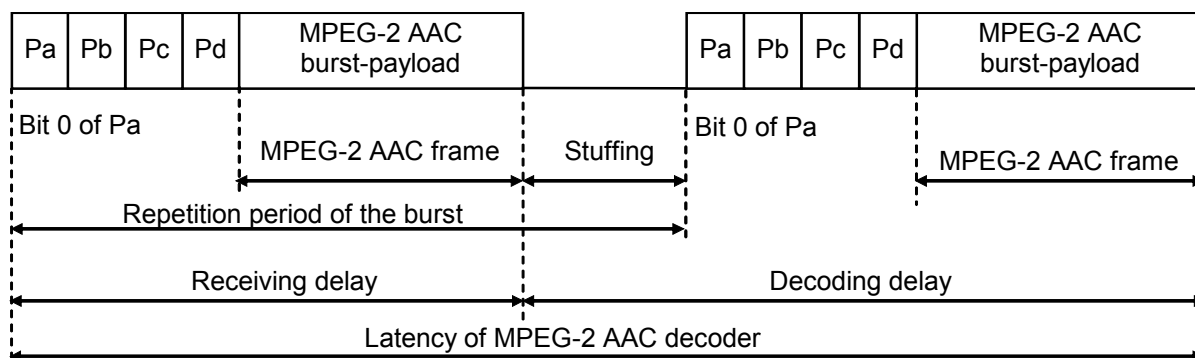 Pa Pb Pc Pd MPEG-2 AAC burst-payload Pa Pb Pc Pd MPEG-2 AAC burst-payload
Bit 0 of Pa Bit 0 of Pa
MPEG-2 AAC frame Stuffing MPEG-2 AAC frame
Repetition period of the burst
Receiving delay Decoding delay
Latency of MPEG-2 AAC decoder